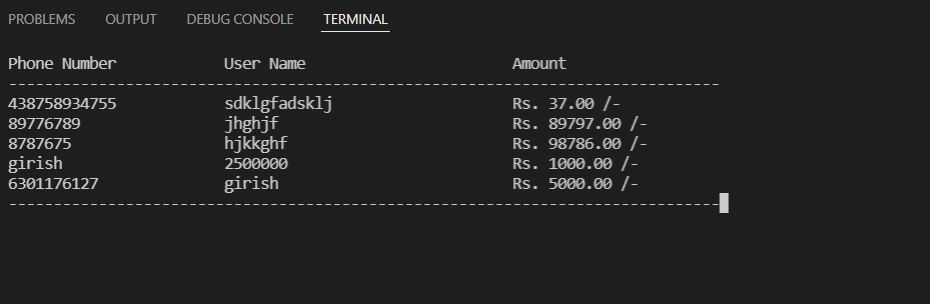 PROBLEMS OUTPUT DEBUG CONSOLE TERMINAL
Phone Number User Name Amount
-------------------------------------------------------------------------------
438758934755 sdklgfadsklj Rs. 37.00 /-
89776789 jhghjf Rs. 89797.00 /-
8787675 hjkkghf Rs. 98786.00 /-
girish 2500000 Rs. 1000.00 /-
6301176127 girish Rs. 5000.00 /-
-------------------------------------------------------------------------------